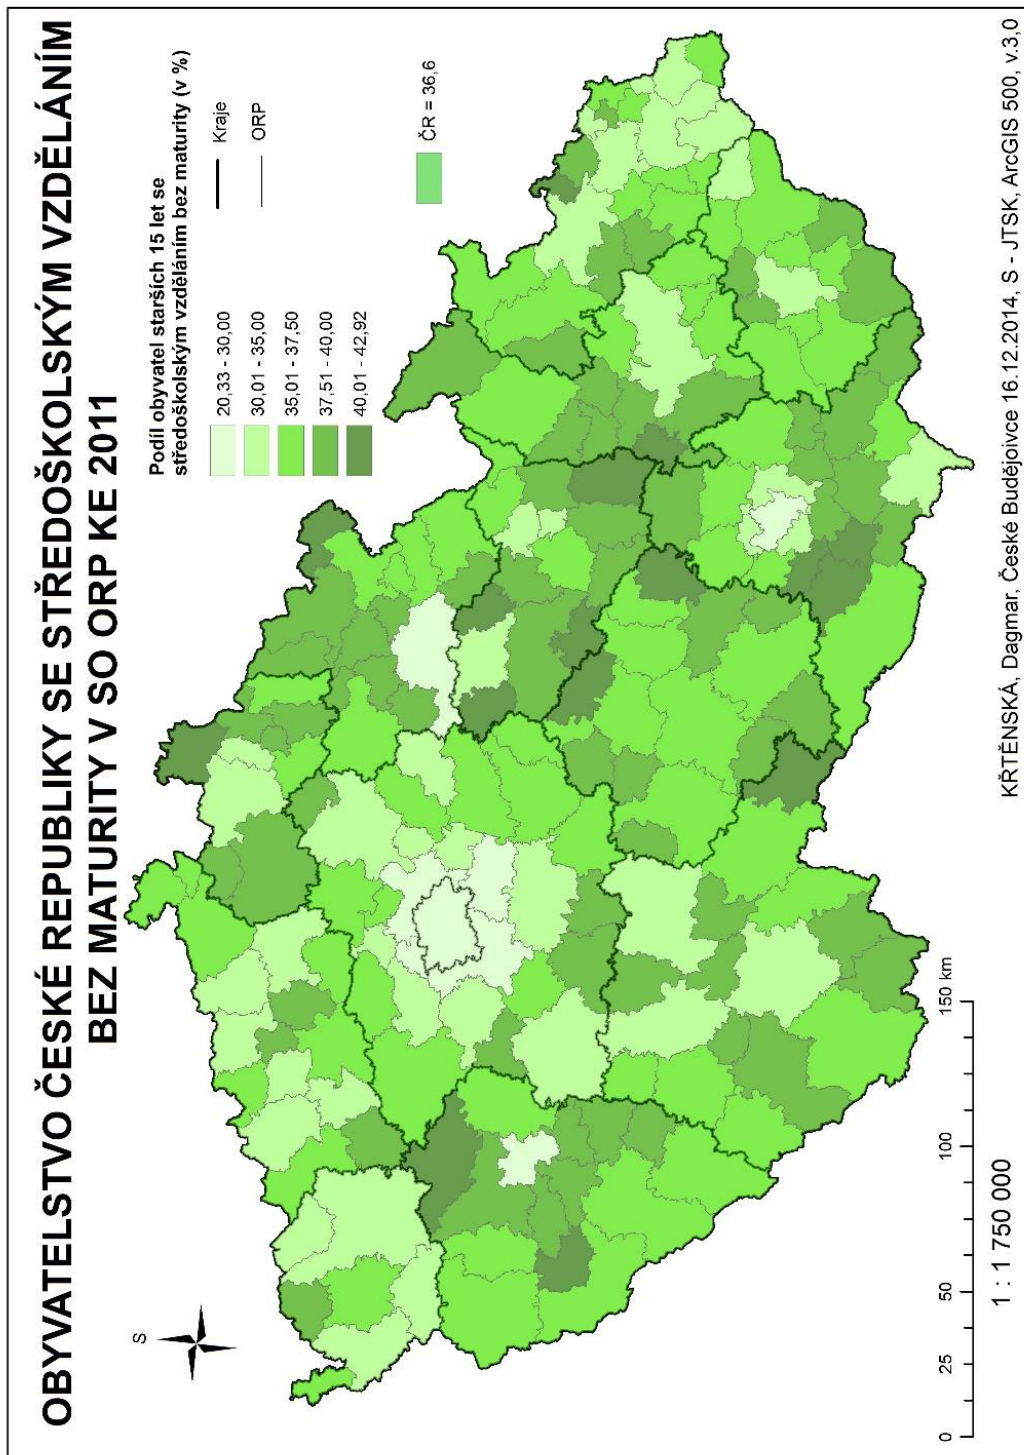 OBYVATELSTVO ČESKÉ REPUBLIKY SE STŘEDOŠKOLSKÝM VZDĚLÁNÍM
BEZ MATURITY V SO ORP KE 2011
Podíl obyvatel starších 15 let se
středoškolským vzděláním bez maturity (v %)
20,33 - 30,00
30,01 - 35,00
35,01 - 37,50
37,51 - 40,00
40,01 - 42,92
Kraje
ORP
ČR = 36,6
S
0 25 50 100 150 km
1 : 1 750 000
KŘTĚNSKÁ, Dagmar, České Budějoivce 16.12.2014, S - JTSK, ArcGIS 500, v.3,0